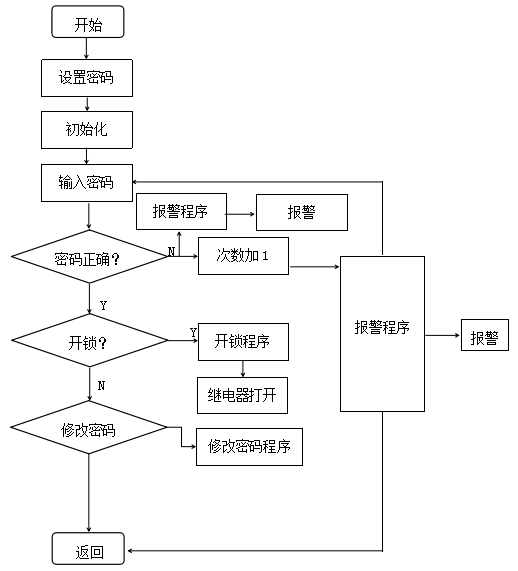 开始
设置密码
初始化
输入密码
报警程序
报警
密码正确？
N
次数加1
报警程序
报警
Y
开锁？
Y
开锁程序
继电器打开
N
修改密码
修改密码程序
返回